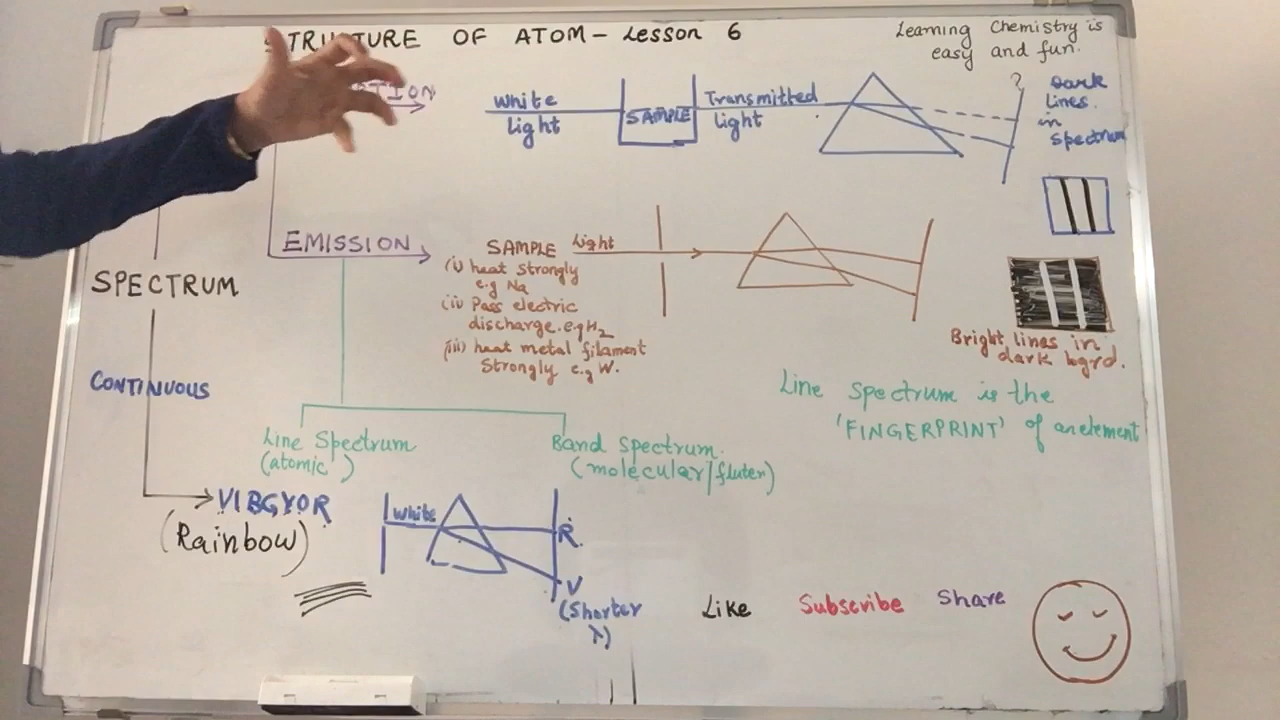 STRUCTURE OF ATOM - Lesson 6
Learning Chemistry is
easy and fun.
PTION
White
Light
SAMPLE
Transmitted
Light
?
Dark
Lines
in
Spectrum
EMISSION
SAMPLE Light
(i) heat strongly
e.g Na
(ii) Pass electric
discharge. e.g H2
(iii) heat metal filament
Strongly e.g W.
Bright lines in
dark bgrd.
SPECTRUM
CONTINUOUS
Line Spectrum is the
'FINGERPRINT' of an element
Line Spectrum
(atomic)
Band Spectrum.
(molecular/fluter)
VIBGYOR
(Rainbow)
White
R
V
(Shorter
λ)
Like Subscribe Share